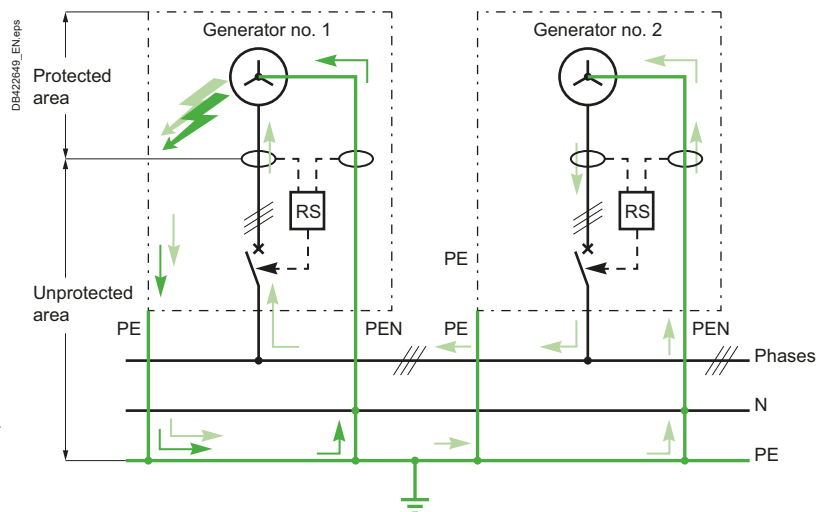 DB422649_EN.eps
Generator no. 1
Generator no. 2
Protected
area
RS
RS
PE
Unprotected
area
PE
PEN
PE
PEN
Phases
N
PE